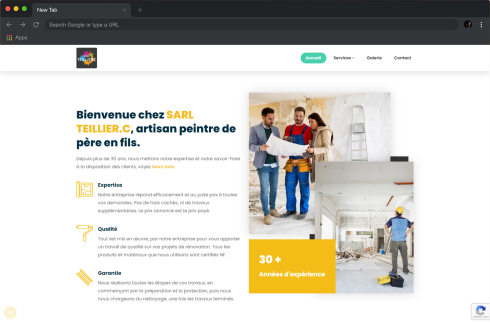 New Tab
Search Google or type a URL
Apps
TEILLIER.C
Accueil
Services
Galerie
Contact
Bienvenue chez SARL
TEILLIER.C, artisan peintre de
père en fils.
Depuis plus de 30 ans, nous mettons notre expertise et notre savoir-faire
à la disposition des clients, voyez leurs avis.
Expertise
Notre entreprise répond efficacement et au juste prix à toutes
vos demandes. Pas de frais cachés, ni de travaux
supplémentaires. Le prix annoncé est le prix payé.
Qualité
Tout est mis en œuvre, par notre entreprise pour vous apporter
un travail de qualité sur vos projets de rénovation. Tous les
produits et matériaux que nous utilisons sont certifiés NF.
Garantie
Nous réalisons toutes les étapes de vos travaux, en
commençant par la préparation et la protection, puis nous
nous chargeons du nettoyage, une fois les travaux terminés.
30 +
Années d'expérience